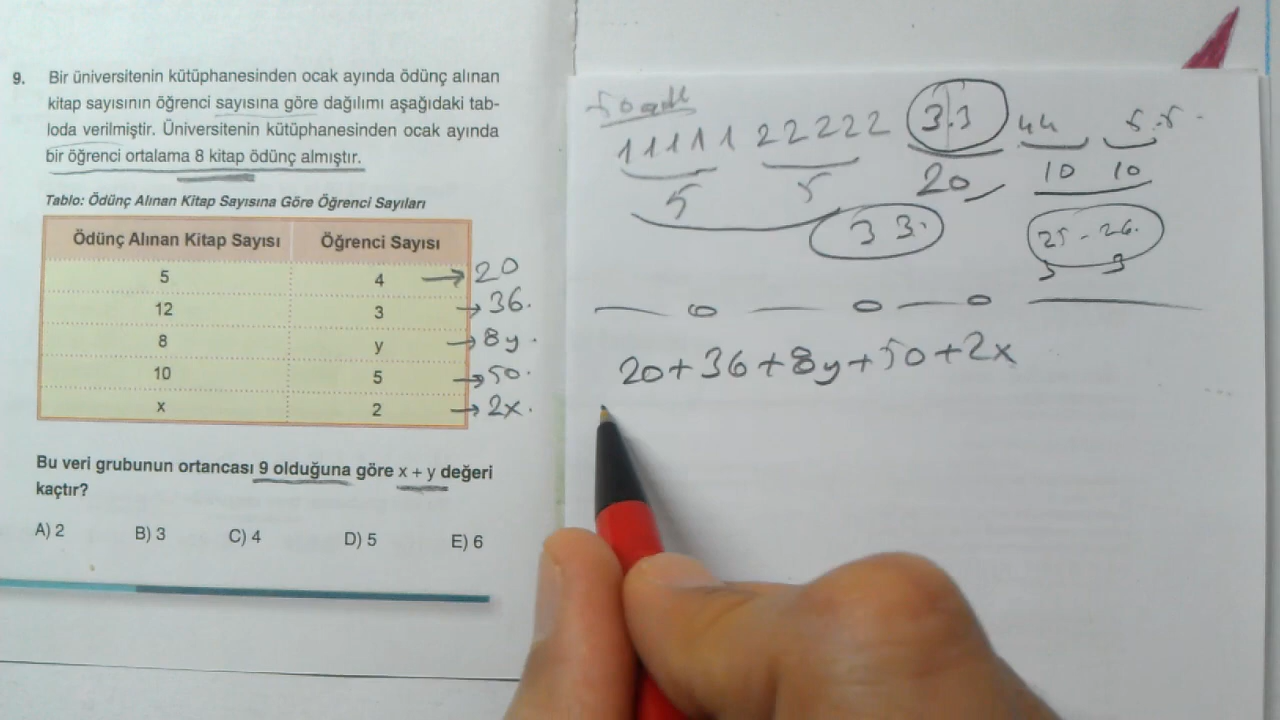 9. Bir üniversitenin kütüphanesinden ocak ayında ödünç alınan
kitap sayısının öğrenci sayısına göre dağılımı aşağıdaki tab-
loda verilmiştir. Üniversitenin kütüphanesinden ocak ayında
bir öğrenci ortalama 8 kitap ödünç almıştır.
Tablo: Ödünç Alınan Kitap Sayısına Göre Öğrenci Sayıları
Ödünç Alınan Kitap Sayısı Öğrenci Sayısı
5 4 → 20
12 3 → 36.
8 y → 8y.
10 5 → 50.
x 2 → 2x.
Bu veri grubunun ortancası 9 olduğuna göre x + y değeri
kaçtır?
A) 2 B) 3 C) 4 D) 5 E) 6
11111 22222 3.3 44 5.5.
5 5 20 10 10
33. 25-26.
3 3
20+36+8y+50+2x